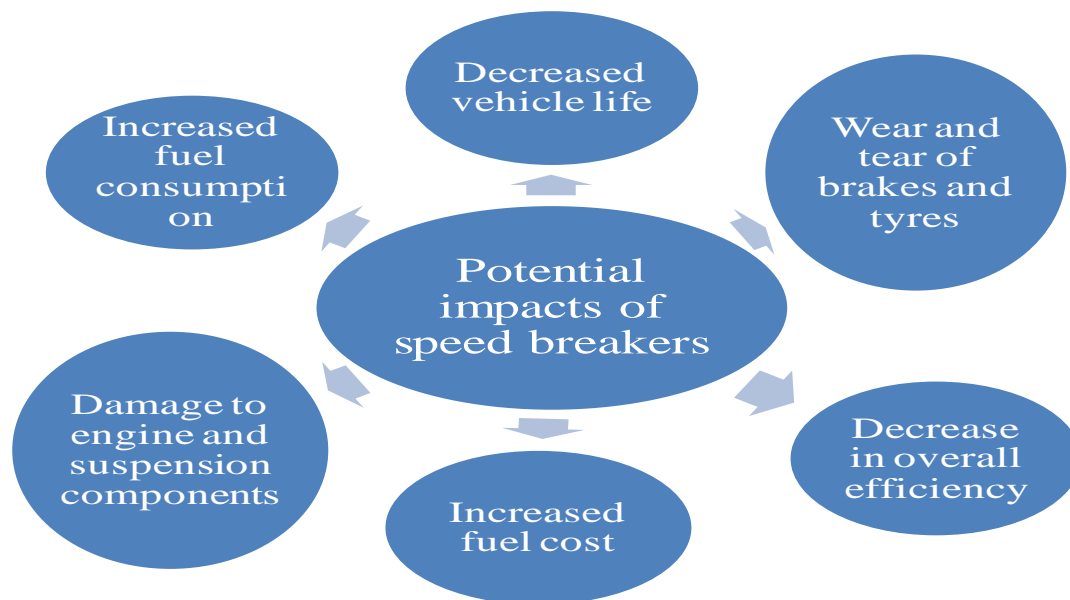 Decreased
vehicle life
Increased
fuel
consumpti
on
Wear and
tear of
brakes and
tyres
Potential
impacts of
speed breakers
Damage to
engine and
suspension
components
Decrease
in overall
efficiency
Increased
fuel cost